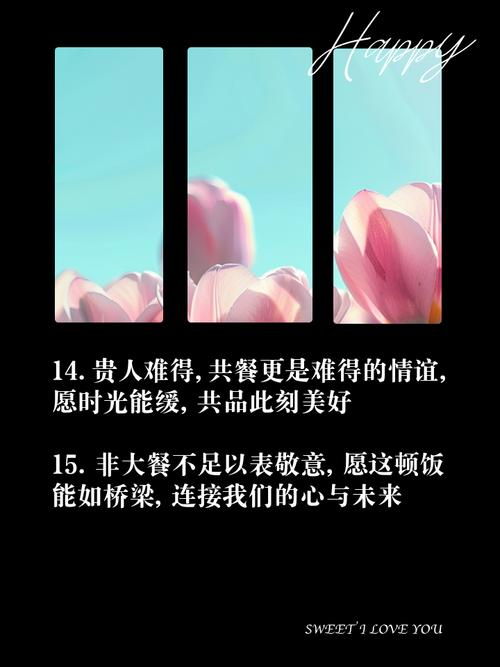 Happy
14. 贵人难得, 共餐更是难得的情谊,
愿时光能缓, 共品此刻美好
15. 非大餐不足以表敬意, 愿这顿饭
能如桥梁, 连接我们的心与未来
SWEET'I LOVE YOU